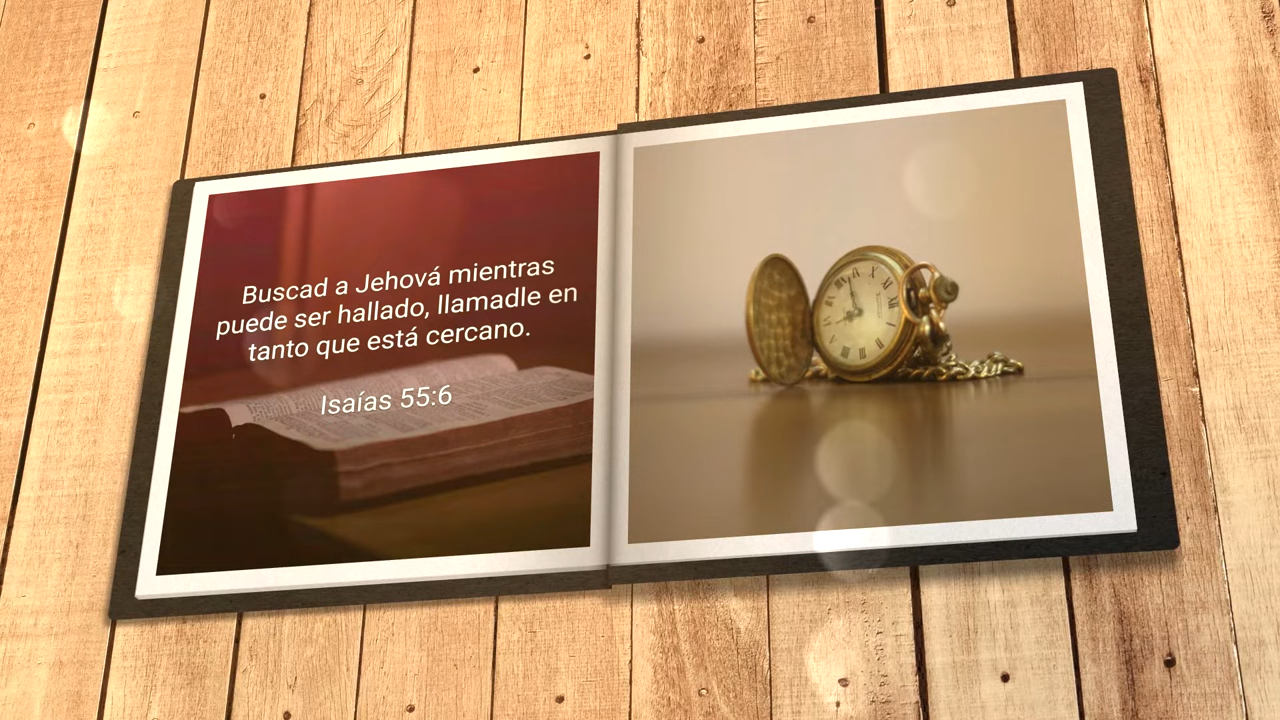 Buscad a Jehová mientras
puede ser hallado, llamadle en
tanto que está cercano.
Isaías 55:6